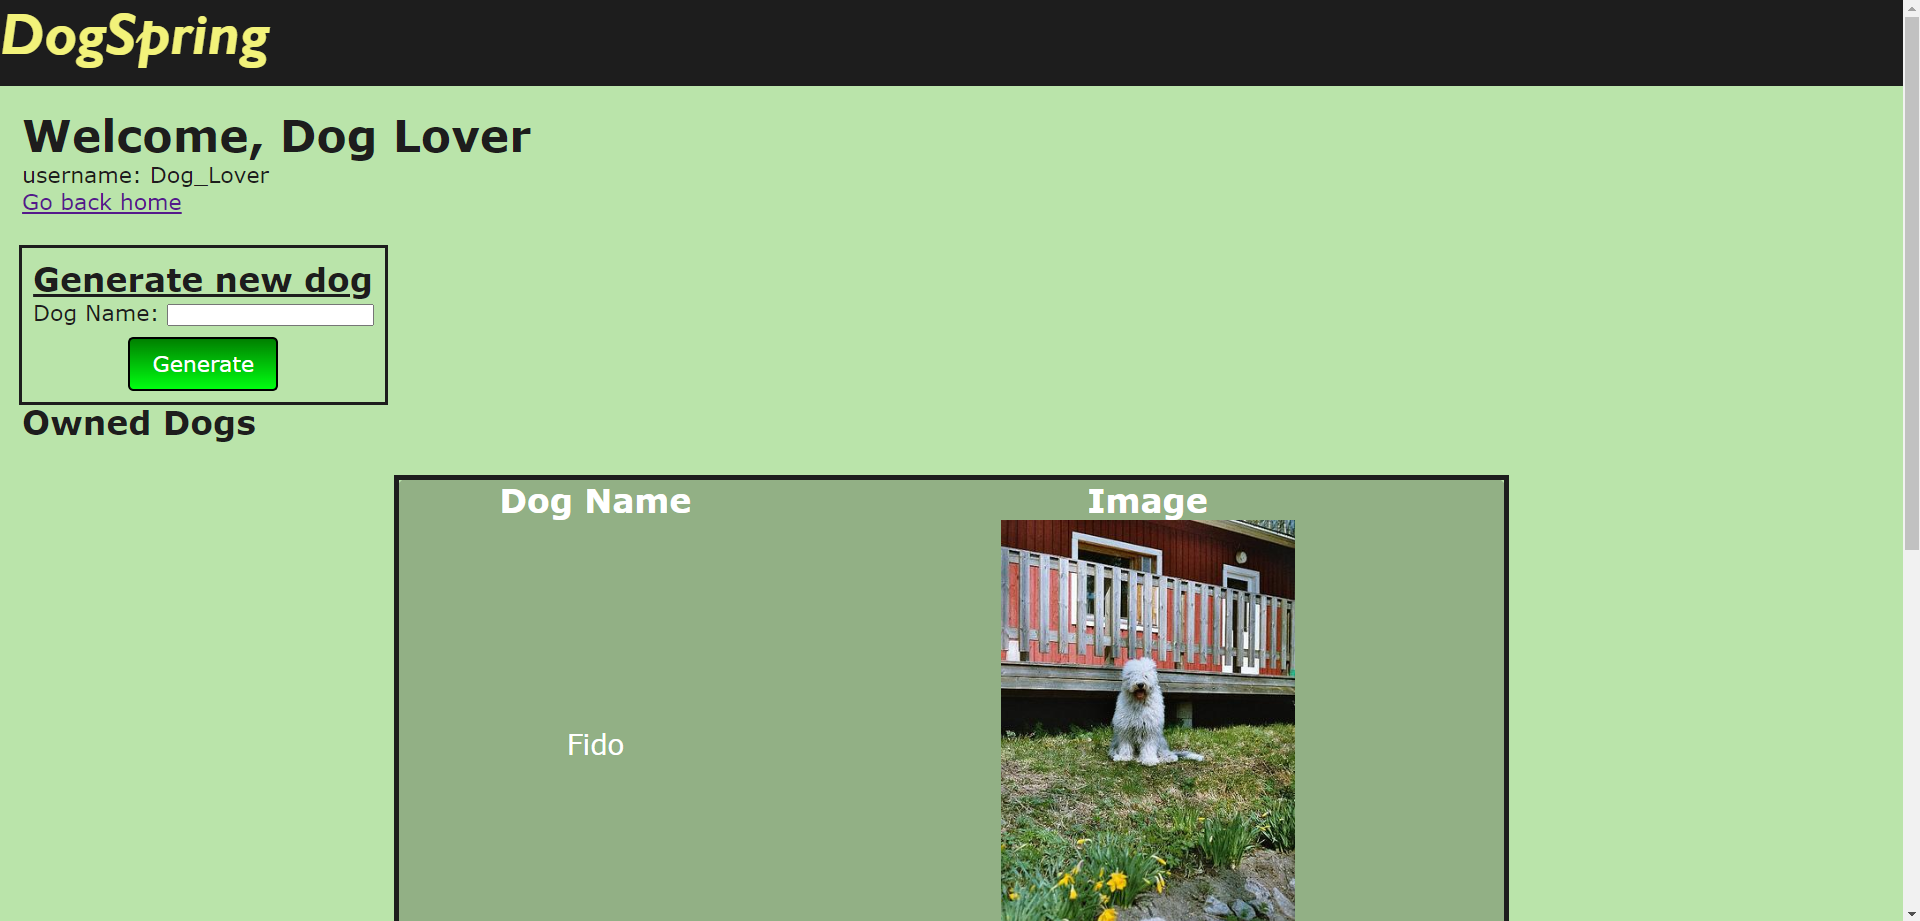 DogSpring
Welcome, Dog Lover
username: Dog_Lover
Go back home
Generate new dog
Dog Name:
Generate
Owned Dogs
Dog Name Image
Fido